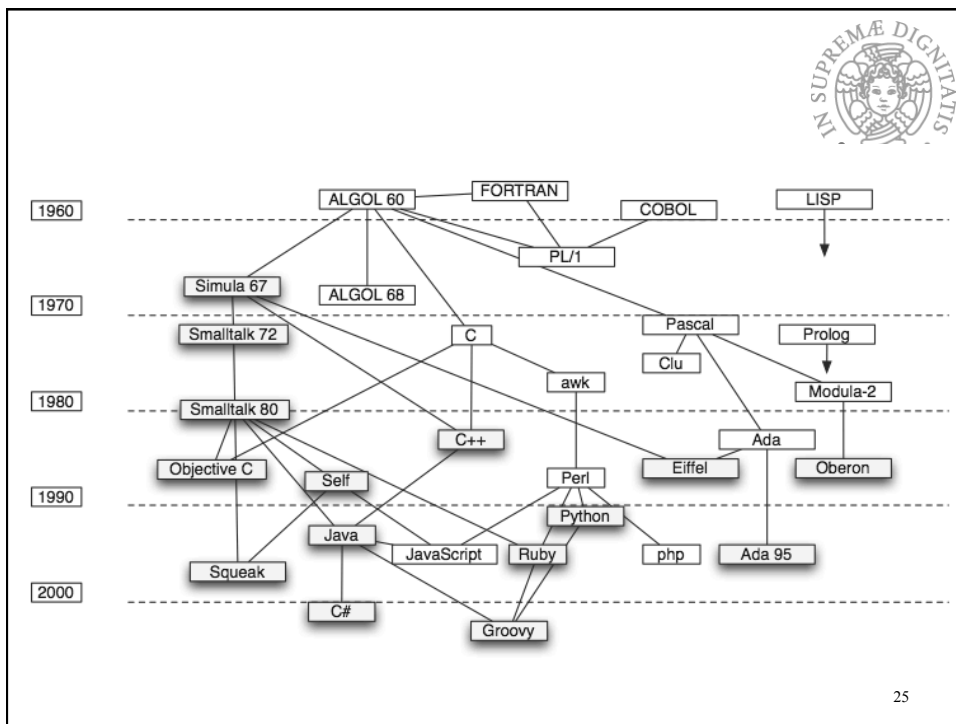 IN SUPREMÆ DIGNITATIS
FORTRAN
ALGOL 60
LISP
1960
COBOL
PL/1
Simula 67
ALGOL 68
1970
Pascal
Smalltalk 72
C
Prolog
Clu
awk
Modula-2
1980
Smalltalk 80
C++
Ada
Objective C
Eiffel
Oberon
Self
Perl
1990
Python
Java
JavaScript
Ruby
php
Ada 95
Squeak
2000
C#
Groovy
25